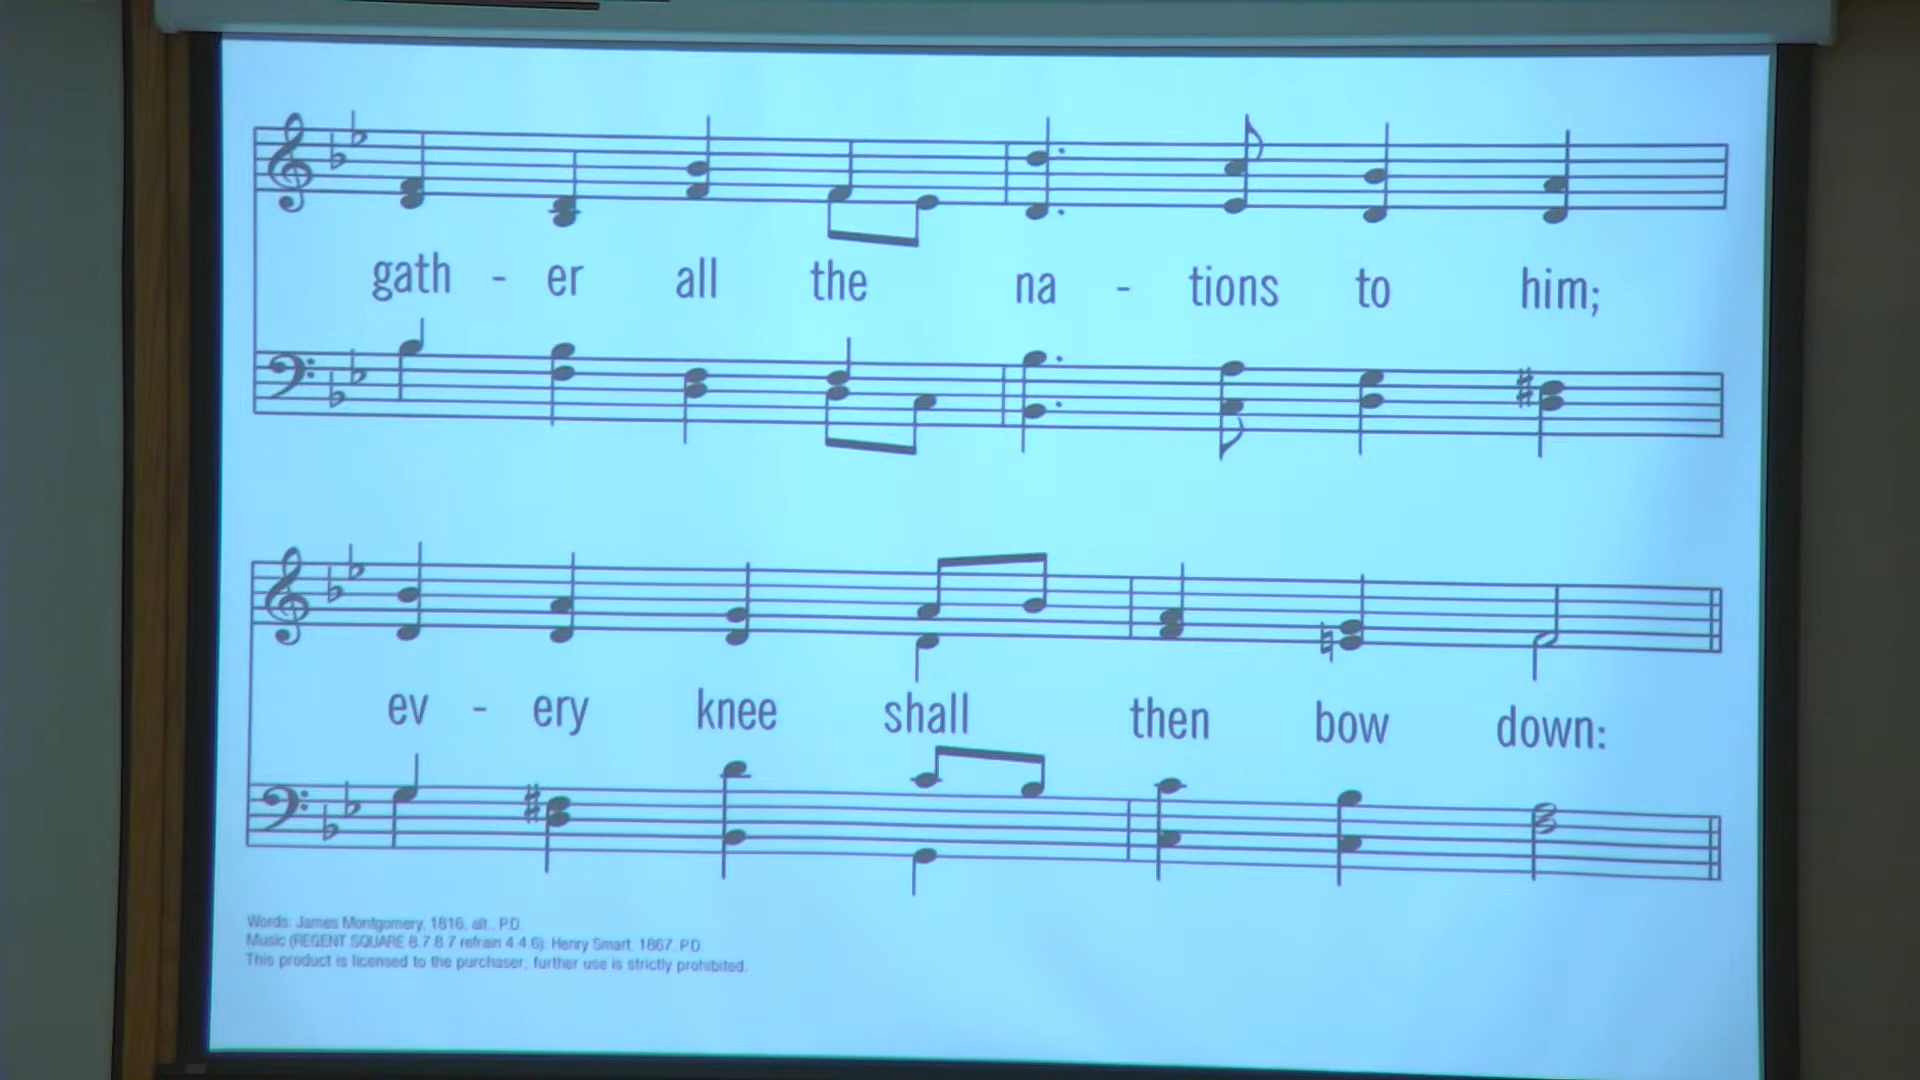 gath - er all the na - tions to him;
ev - ery knee shall then bow down:
Words: James Montgomery, 1816, alt., P.D.
Music (REGENT SQUARE 8.7.8.7 refrain 4.4.6): Henry Smart, 1867, P.D.
This product is licensed to the purchaser; further use is strictly prohibited.